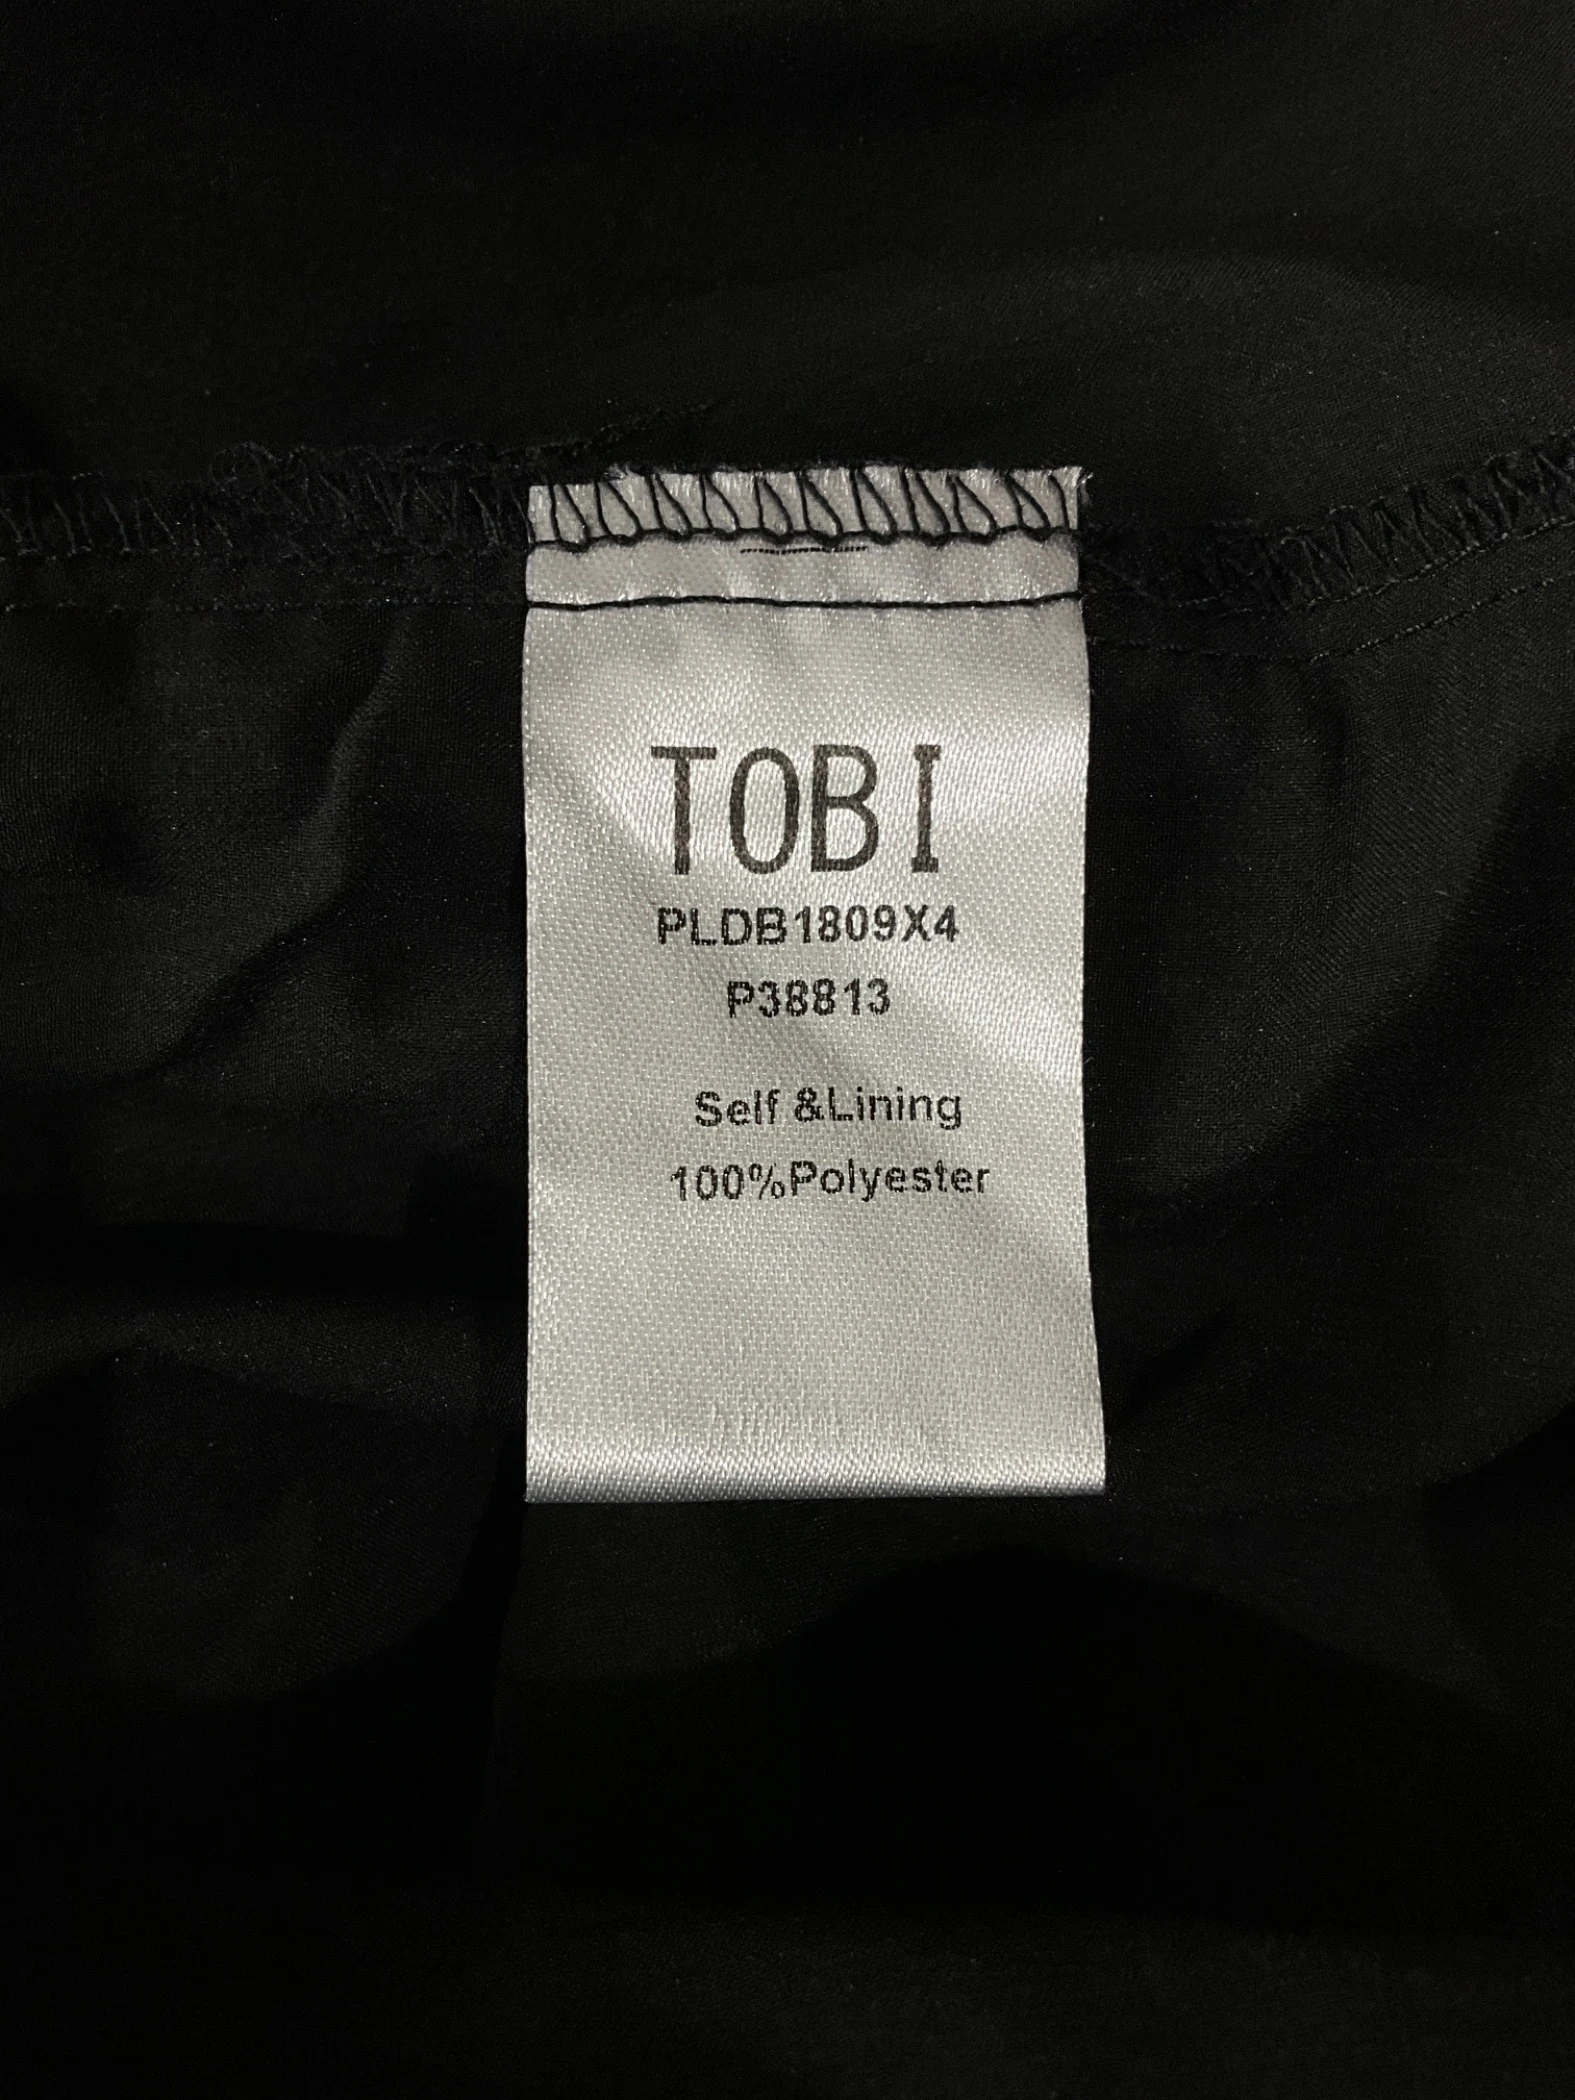 TOBI
PLDB1809X4
P38813
Self &Lining
100%Polyester